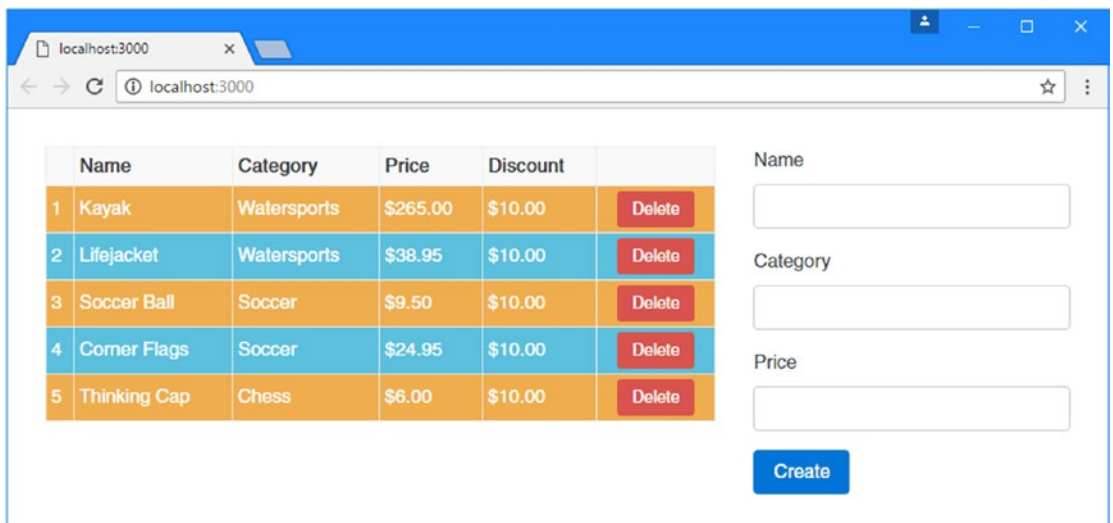 localhost:3000
localhost:3000
Name Category Price Discount
1 Kayak Watersports $265.00 $10.00 Delete
2 Lifejacket Watersports $38.95 $10.00 Delete
3 Soccer Ball Soccer $9.50 $10.00 Delete
4 Corner Flags Soccer $24.95 $10.00 Delete
5 Thinking Cap Chess $6.00 $10.00 Delete
Name
Category
Price
Create